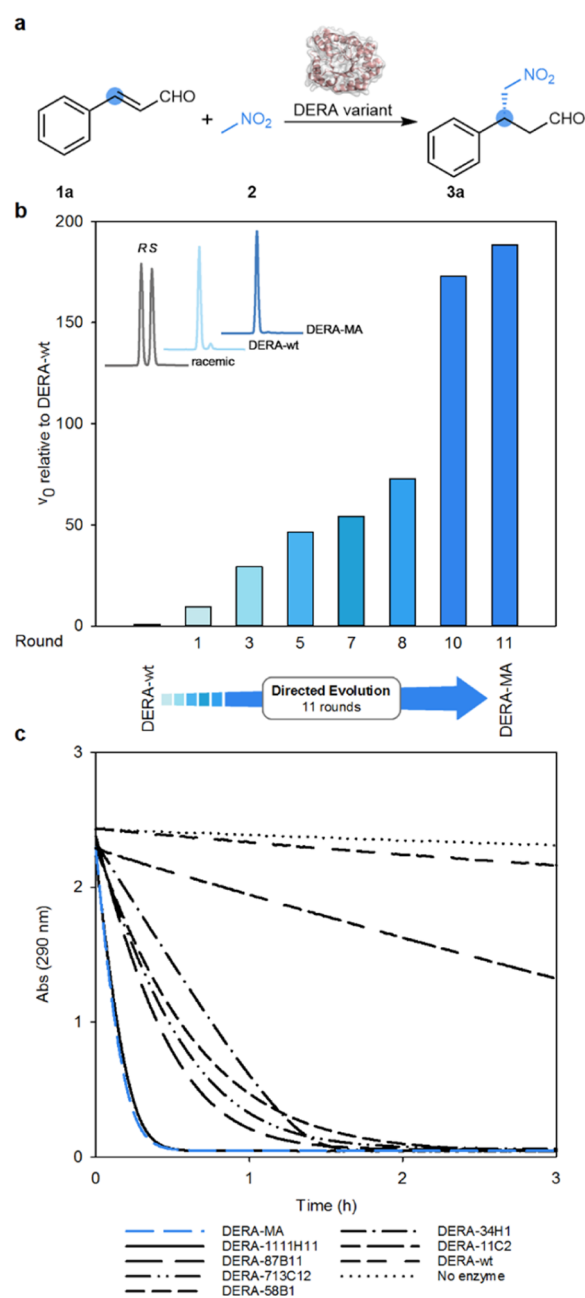 a
CHO
+
NO2
DERA variant
NO2
CHO
1a
2
3a
b
200
150
100
50
0
v0 relative to DERA-wt
R S
racemic
DERA-wt
DERA-MA
Round 1 3 5 7 8 10 11
DERA-wt
Directed Evolution
11 rounds
DERA-MA
c
3
2
1
0
Abs (290 nm)
0 1 2 3
Time (h)
DERA-MA
DERA-1111H11
DERA-87B11
DERA-713C12
DERA-58B1
DERA-34H1
DERA-11C2
DERA-wt
No enzyme